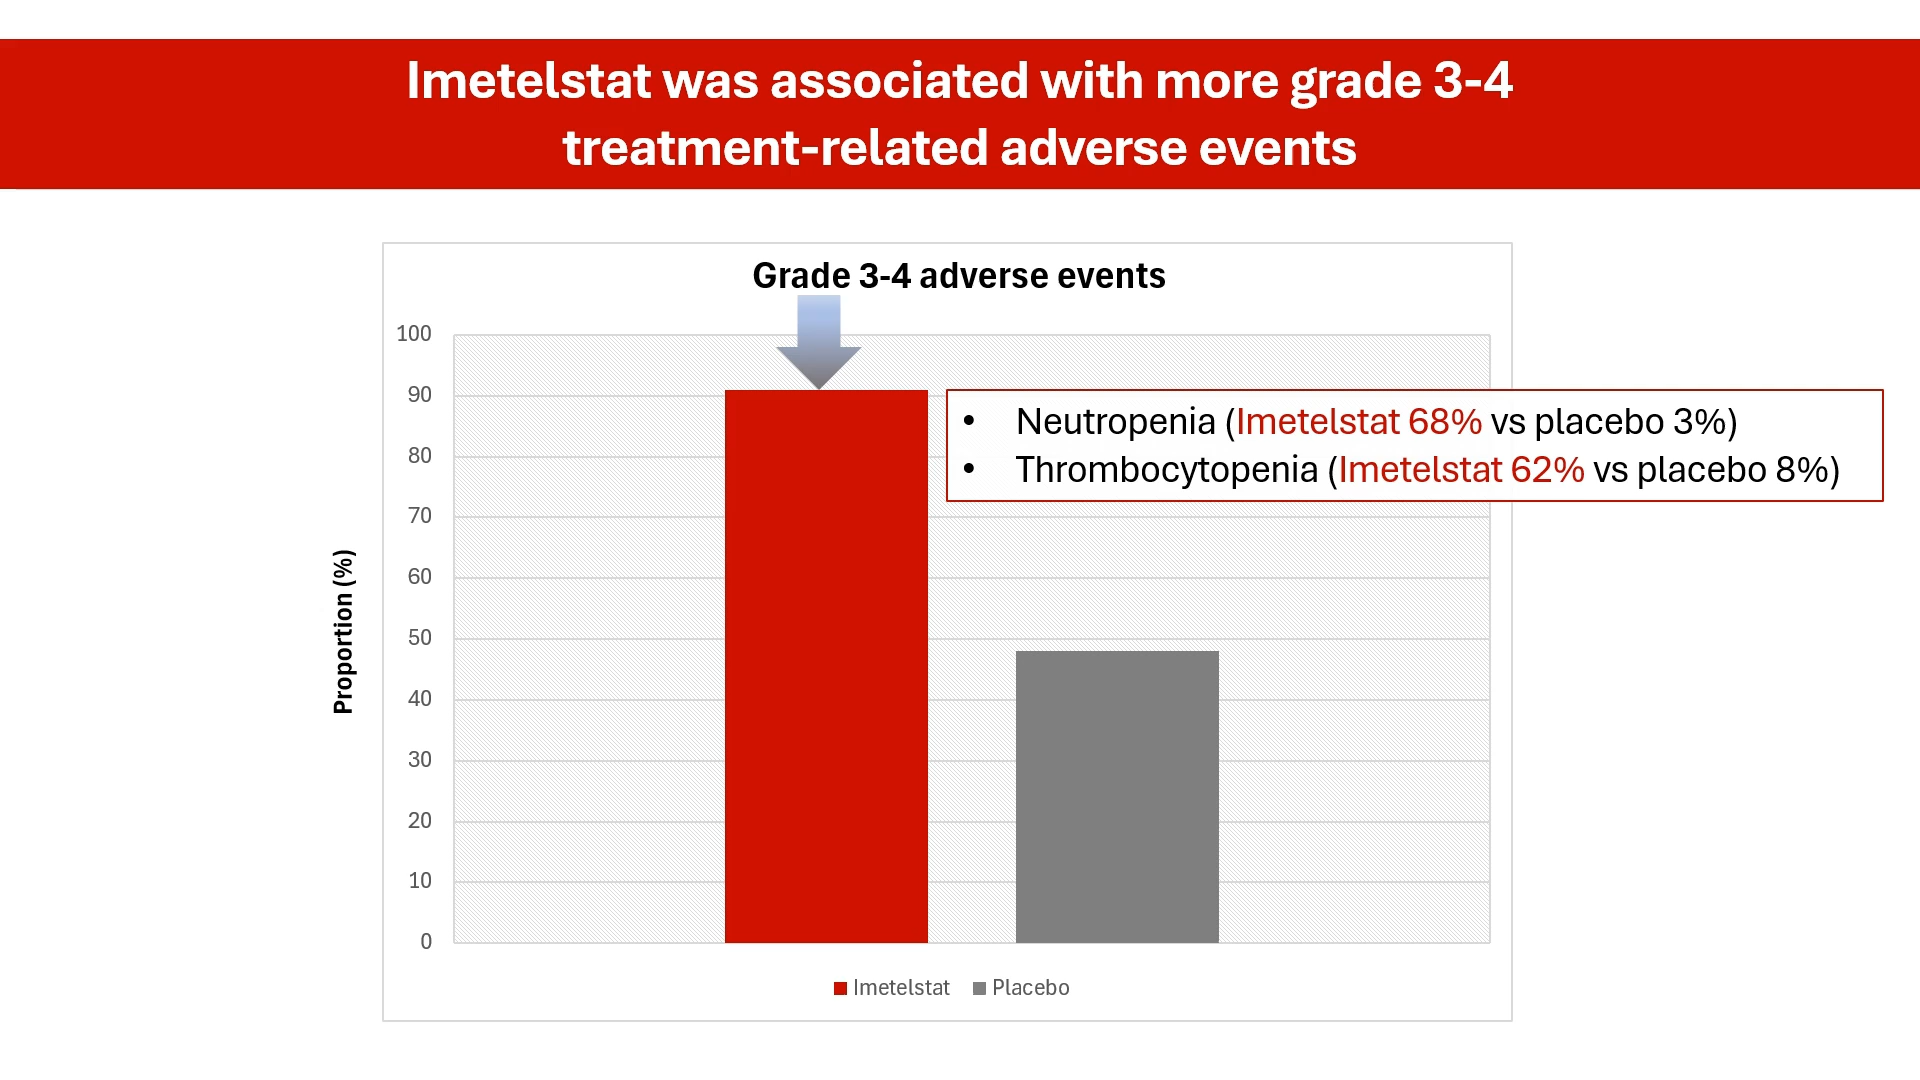 Imetelstat was associated with more grade 3-4
treatment-related adverse events
Grade 3-4 adverse events
100
90
80
70
60
50
40
30
20
10
0
Proportion (%)
• Neutropenia (Imetelstat 68% vs placebo 3%)
• Thrombocytopenia (Imetelstat 62% vs placebo 8%)
Imetelstat Placebo